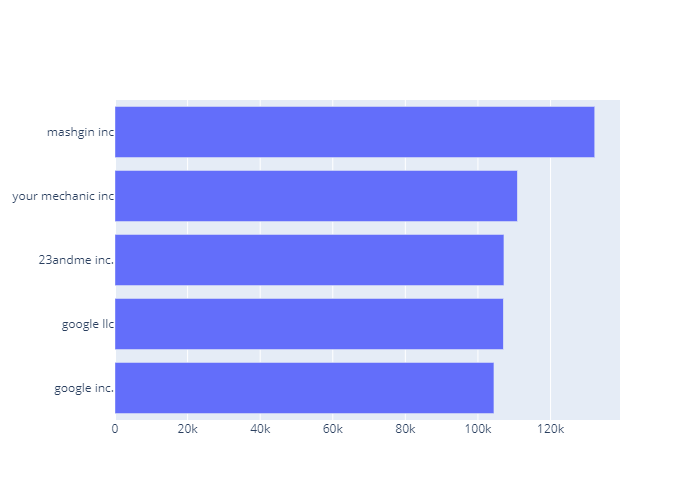 mashgin inc
your mechanic inc
23andme inc.
google llc
google inc.
0
20k
40k
60k
80k
100k
120k